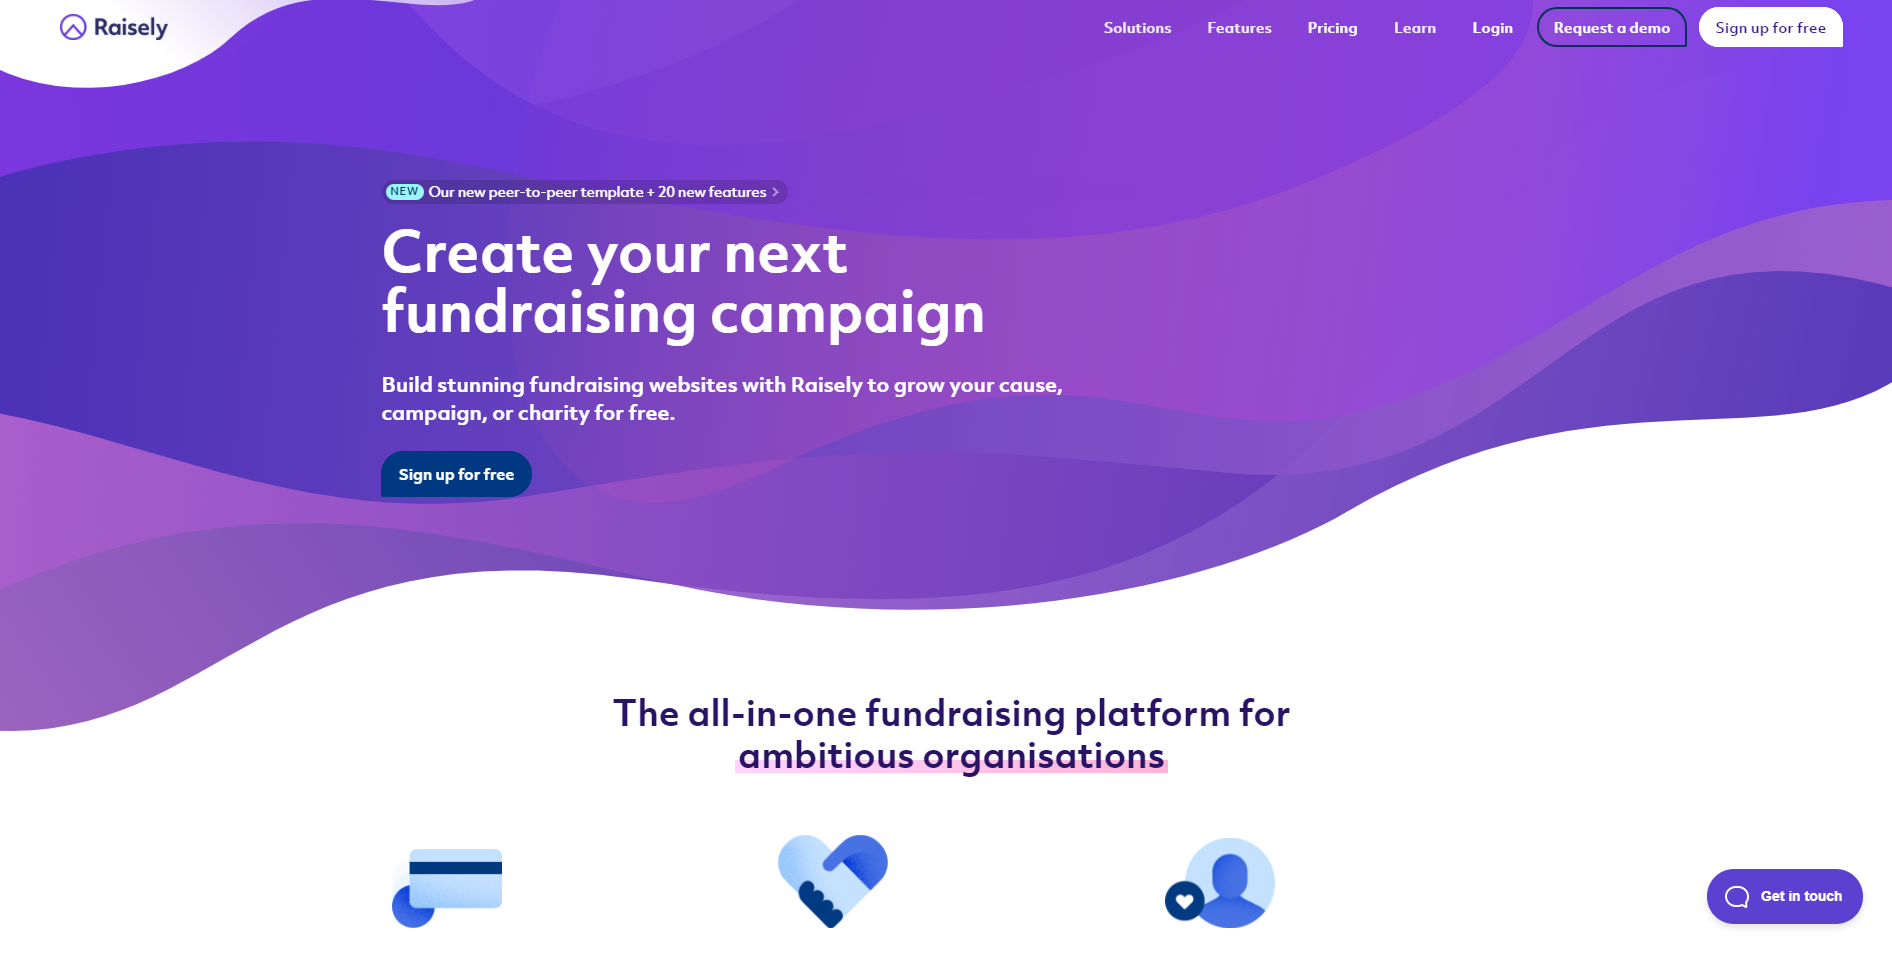 Raisely
Solutions
Features
Pricing
Learn
Login
Request a demo
Sign up for free
NEW Our new peer-to-peer template + 20 new features
Create your next
fundraising campaign
Build stunning fundraising websites with Raisely to grow your cause,
campaign, or charity for free.
Sign up for free
The all-in-one fundraising platform for
ambitious organisations
Get in touch